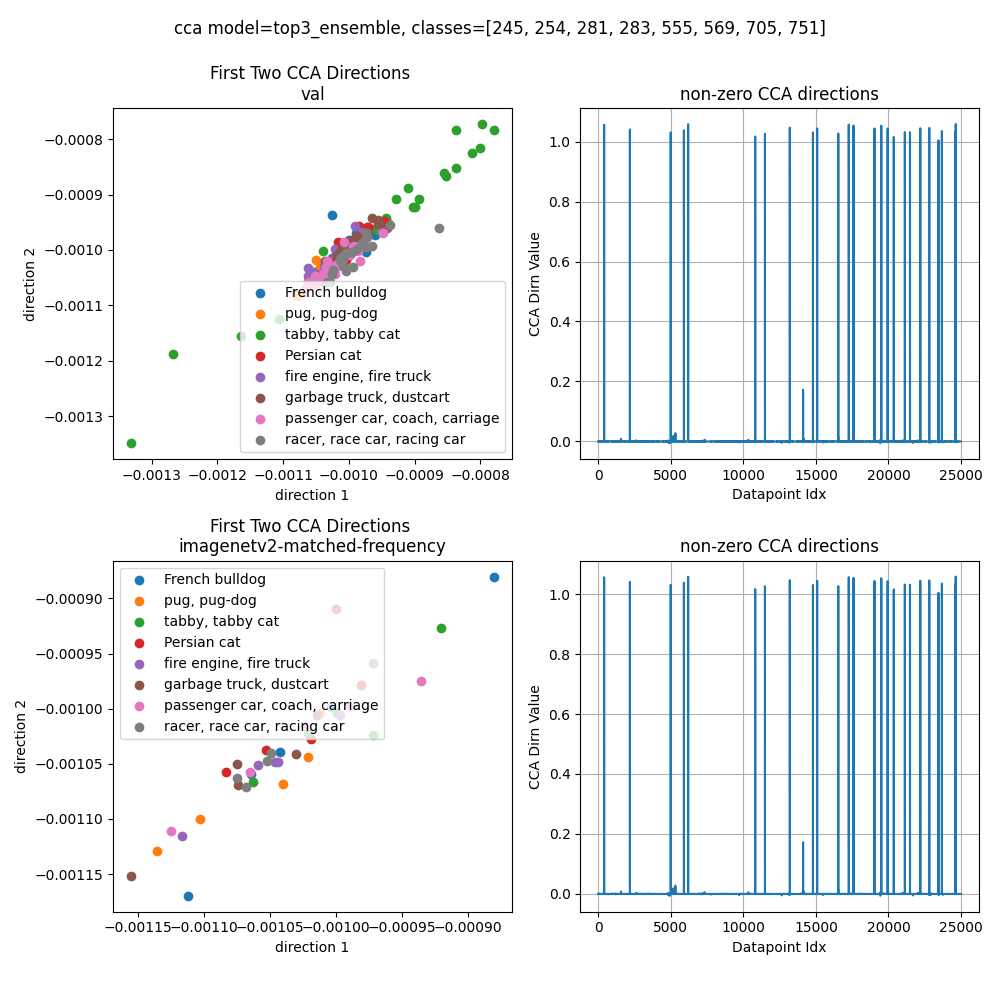 cca model=top3_ensemble, classes=[245, 254, 281, 283, 555, 569, 705, 751]
First Two CCA Directions
val
−0.0008
−0.0009
−0.0010
−0.0011
−0.0012
−0.0013
direction 2
French bulldog
pug, pug-dog
tabby, tabby cat
Persian cat
fire engine, fire truck
garbage truck, dustcart
passenger car, coach, carriage
racer, race car, racing car
−0.0013 −0.0012 −0.0011 −0.0010 −0.0009 −0.0008
direction 1
non-zero CCA directions
1.0
0.8
0.6
0.4
0.2
0.0
CCA Dirn Value
0 5000 10000 15000 20000 25000
Datapoint Idx
First Two CCA Directions
imagenetv2-matched-frequency
−0.00090
−0.00095
−0.00100
−0.00105
−0.00110
−0.00115
direction 2
French bulldog
pug, pug-dog
tabby, tabby cat
Persian cat
fire engine, fire truck
garbage truck, dustcart
passenger car, coach, carriage
racer, race car, racing car
−0.00115−0.00110−0.00105−0.00100−0.00095−0.00090
direction 1
non-zero CCA directions
1.0
0.8
0.6
0.4
0.2
0.0
CCA Dirn Value
0 5000 10000 15000 20000 25000
Datapoint Idx